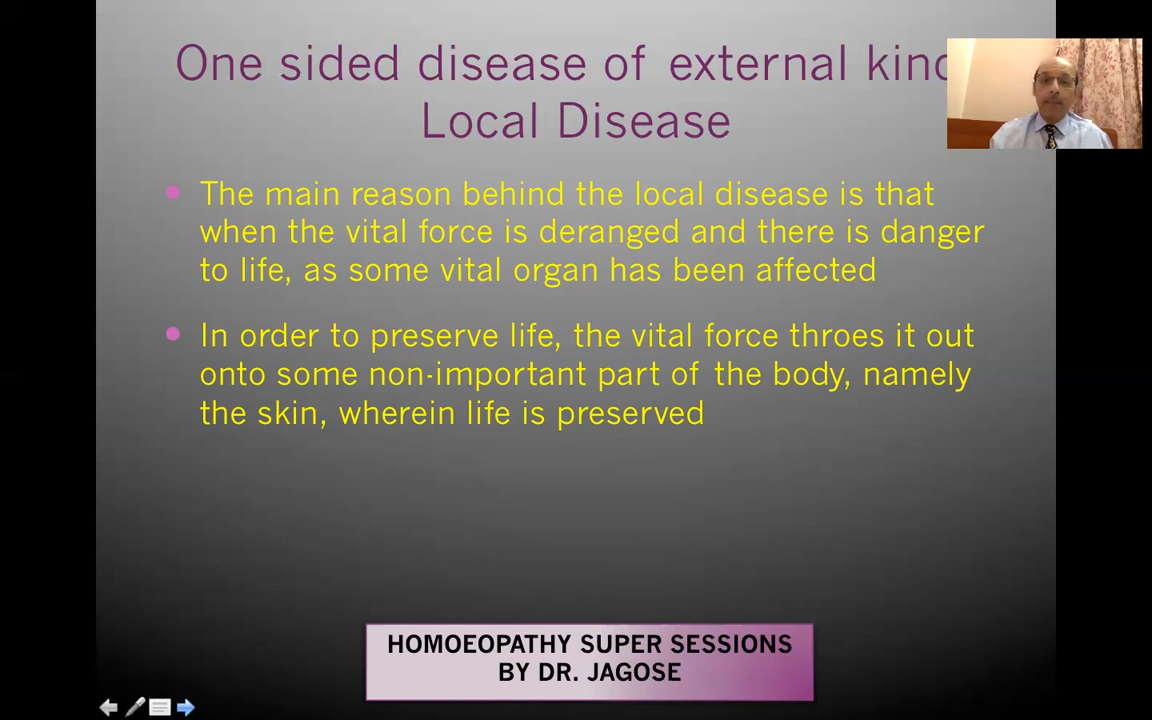 One sided disease of external
Local Disease
The main reason behind the local disease is that
when the vital force is deranged and there is danger
to life, as some vital organ has been affected
In order to preserve life, the vital force throes it out
onto some non-important part of the body, namely
the skin, wherein life is preserved
HOMOEOPATHY SUPER SESSIONS
BY DR. JAGOSE